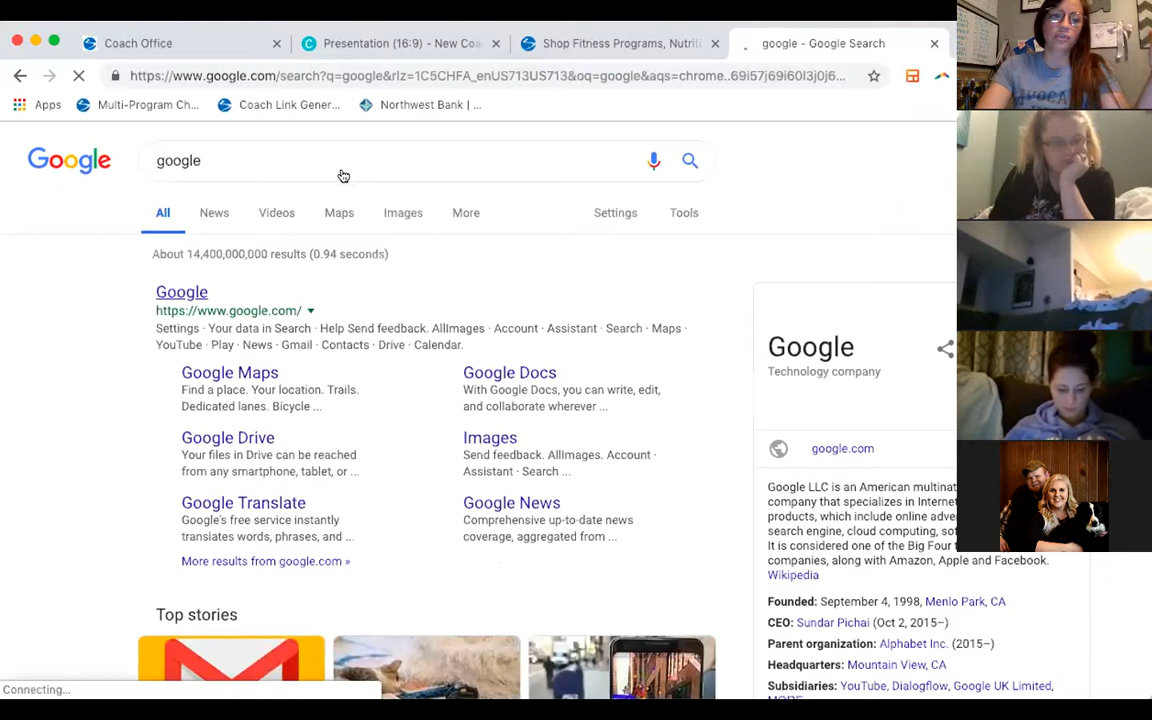 Coach Office
Presentation (16:9) - New Coa
Shop Fitness Programs, Nutriti
google - Google Search
https://www.google.com/search?q=google&rlz=1C5CHFA_enUS713US713&oq=google&aqs=chrome..69i57j69i60l3j0j6...
Apps
Multi-Program Ch...
Coach Link Gener...
Northwest Bank | ...
Google
google
All
News
Videos
Maps
Images
More
Settings
Tools
About 14,400,000,000 results (0.94 seconds)
Google
https://www.google.com/
Settings · Your data in Search · Help Send feedback. AllImages · Account · Assistant · Search · Maps ·
YouTube · Play · News · Gmail · Contacts · Drive · Calendar.
Google Maps
Find a place. Your location. Trails.
Dedicated lanes. Bicycle ...
Google Docs
With Google Docs, you can write, edit,
and collaborate wherever ...
Google Drive
Your files in Drive can be reached
from any smartphone, tablet, or ...
Images
Send feedback. AllImages. Account ·
Assistant · Search ...
Google Translate
Google's free service instantly
translates words, phrases, and ...
Google News
Comprehensive up-to-date news
coverage, aggregated from ...
More results from google.com »
Top stories
Google
Technology company
google.com
Google LLC is an American multinat
company that specializes in Internet
products, which include online adve
search engine, cloud computing, sof
It is considered one of the Big Four t
companies, along with Amazon, Apple and Facebook.
Wikipedia
Founded: September 4, 1998, Menlo Park, CA
CEO: Sundar Pichai (Oct 2, 2015–)
Parent organization: Alphabet Inc. (2015–)
Headquarters: Mountain View, CA
Subsidiaries: YouTube, Dialogflow, Google UK Limited,
MORE
Connecting...